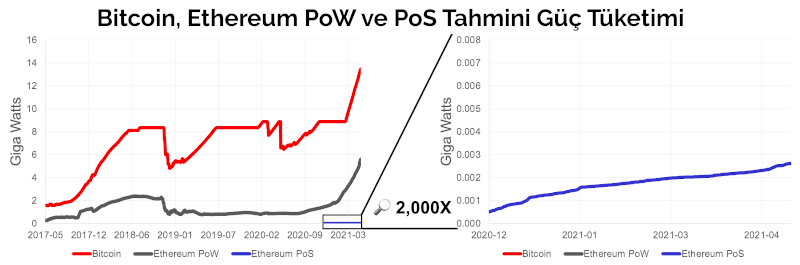 Bitcoin, Ethereum PoW ve PoS Tahmini Güç Tüketimi
Giga Watts
16
14
12
10
8
6
4
2
0
2017-05 2017-12 2018-06 2019-01 2019-07 2020-02 2020-09 2021-03
Bitcoin Ethereum PoW Ethereum PoS
2,000X
Giga Watts
0.008
0.007
0.006
0.005
0.004
0.003
0.002
0.001
0.000
2020-12 2021-01 2021-03 2021-04
Bitcoin Ethereum PoW Ethereum PoS